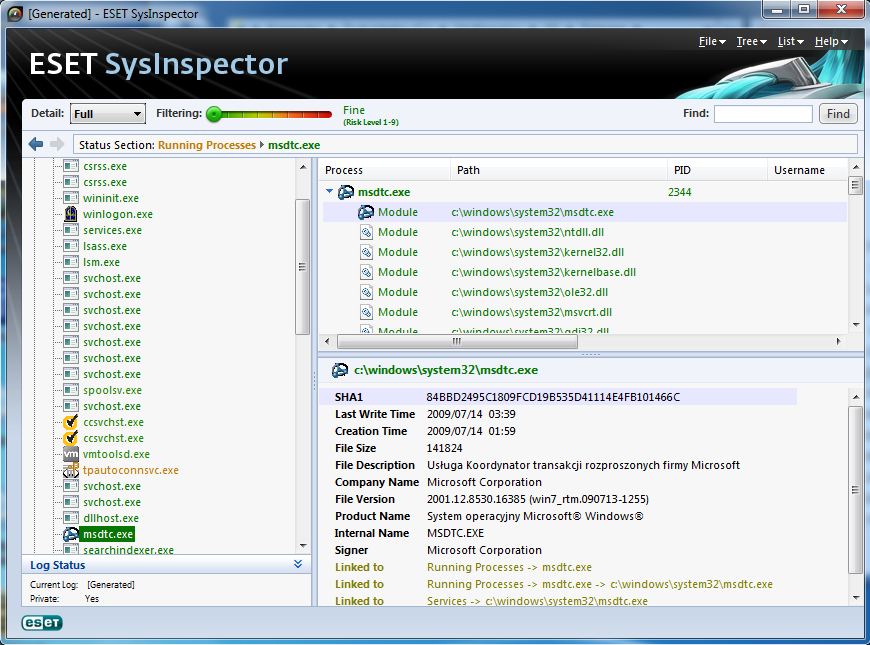 [Generated] - ESET SysInspector
File Tree List Help
ESET SysInspector
Detail: Full Filtering: Fine
(Risk Level 1-9)
Find: Find
Status Section: Running Processes msdtc.exe
csrss.exe
csrss.exe
wininit.exe
winlogon.exe
services.exe
lsass.exe
lsm.exe
svchost.exe
svchost.exe
svchost.exe
svchost.exe
svchost.exe
svchost.exe
svchost.exe
spoolsv.exe
svchost.exe
ccsvchst.exe
ccsvchst.exe
vm vmtoolsd.exe
tpautoconnsvc.exe
svchost.exe
svchost.exe
dllhost.exe
msdtc.exe
searchindexer.exe
Log Status
Current Log: [Generated]
Private: Yes
Process Path PID Username
msdtc.exe 2344
Module c:\windows\system32\msdtc.exe
Module c:\windows\system32\ntdll.dll
Module c:\windows\system32\kernel32.dll
Module c:\windows\system32\kernelbase.dll
Module c:\windows\system32\ole32.dll
Module c:\windows\system32\msvcrt.dll
Module c:\windows\system32\gdi32.dll
c:\windows\system32\msdtc.exe
SHA1 84BBD2495C1809FCD19B535D41114E4FB101466C
Last Write Time 2009/07/14 03:39
Creation Time 2009/07/14 01:59
File Size 141824
File Description Usługa Koordynator transakcji rozproszonych firmy Microsoft
Company Name Microsoft Corporation
File Version 2001.12.8530.16385 (win7_rtm.090713-1255)
Product Name System operacyjny Microsoft® Windows®
Internal Name MSDTC.EXE
Signer Microsoft Corporation
Linked to Running Processes -> msdtc.exe
Linked to Running Processes -> msdtc.exe -> c:\windows\system32\msdtc.exe
Linked to Services -> c:\windows\system32\msdtc.exe
eset